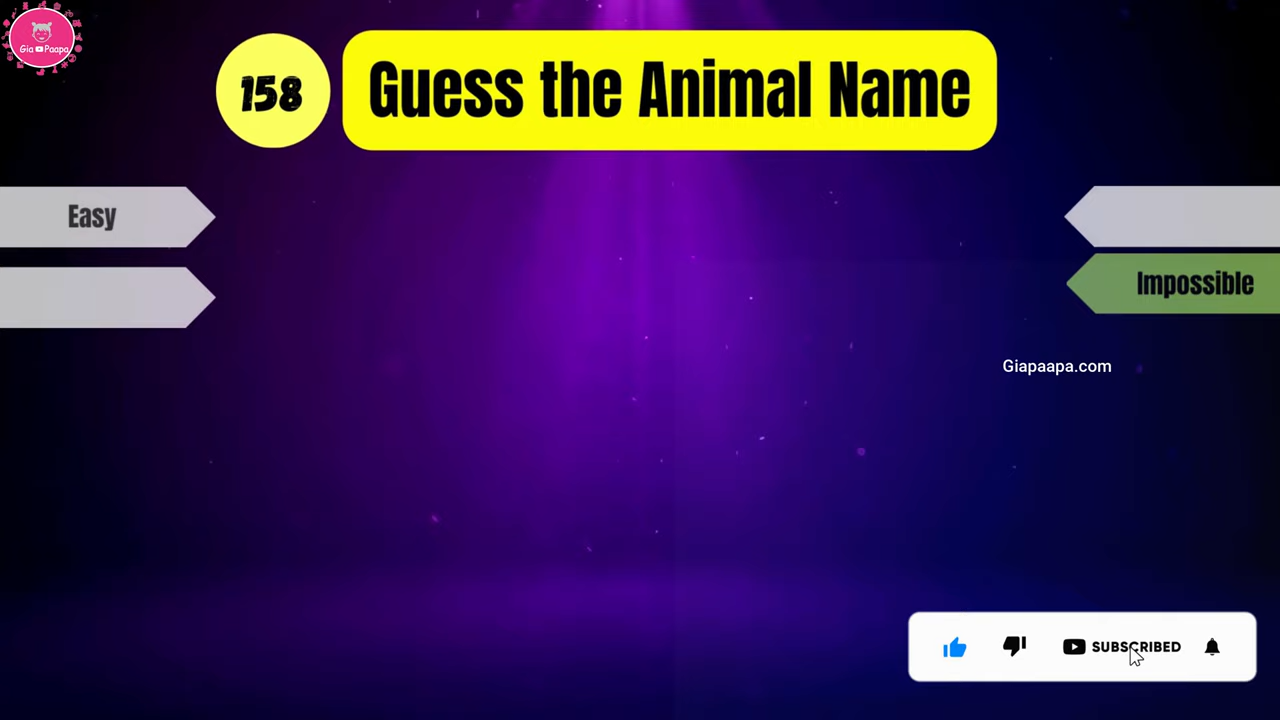 Gia Paapa
158
Guess the Animal Name
Easy
Impossible
Giapaapa.com
SUBSCRIBED